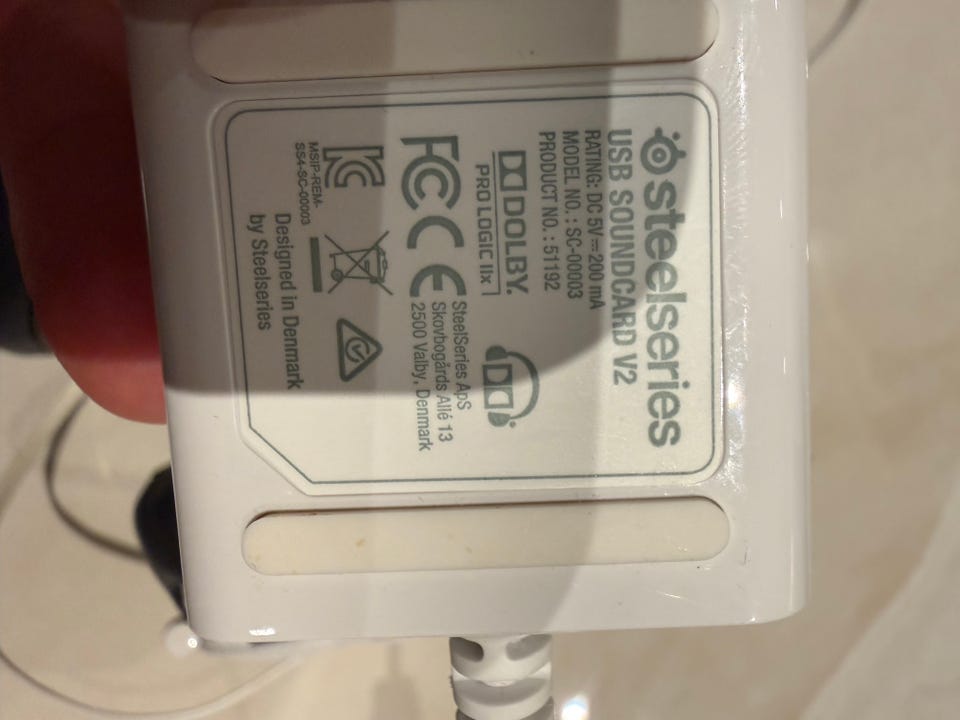 steelseries
USB SOUNDCARD V2
RATING: DC 5V⎓200 mA
MODEL NO. : SC-00003
PRODUCT NO. : 51192
DOLBY
PRO LOGIC IIx
FC CE
SteelSeries ApS
Skovbogårds Allé 13
2500 Valby, Denmark
MSIP-REM-
SS4-SC-00003
Designed in Denmark
by Steelseries